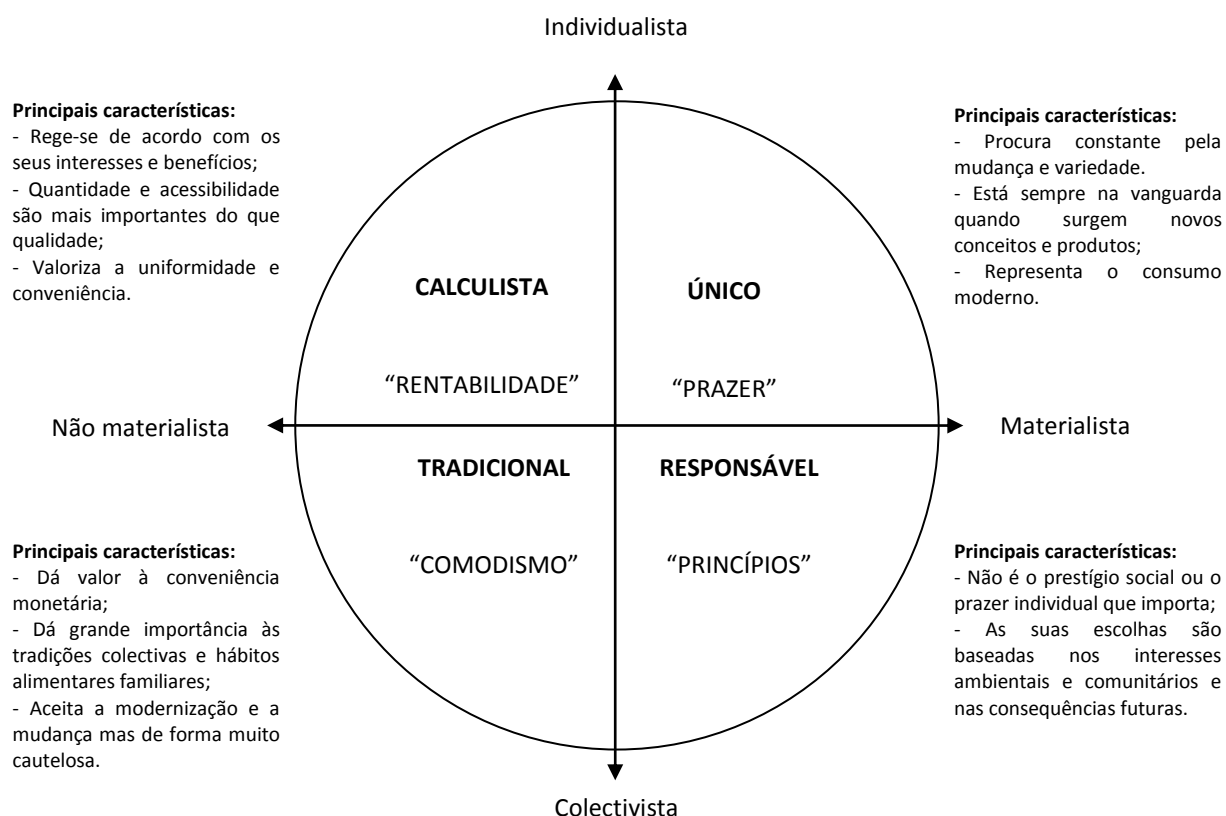 Individualista
Principais características:
- Rege-se de acordo com os
seus interesses e benefícios;
- Quantidade e acessibilidade
são mais importantes do que
qualidade;
- Valoriza a uniformidade e
conveniência.
Principais características:
- Procura constante pela
mudança e variedade.
- Está sempre na vanguarda
quando surgem novos
conceitos e produtos;
- Representa o consumo
moderno.
CALCULISTA
ÚNICO
“RENTABILIDADE”
“PRAZER”
Não materialista
Materialista
TRADICIONAL
RESPONSÁVEL
“COMODISMO”
“PRINCÍPIOS”
Principais características:
- Dá valor à conveniência
monetária;
- Dá grande importância às
tradições colectivas e hábitos
alimentares familiares;
- Aceita a modernização e a
mudança mas de forma muito
cautelosa.
Principais características:
- Não é o prestígio social ou o
prazer individual que importa;
- As suas escolhas são
baseadas nos interesses
ambientais e comunitários e
nas consequências futuras.
Colectivista